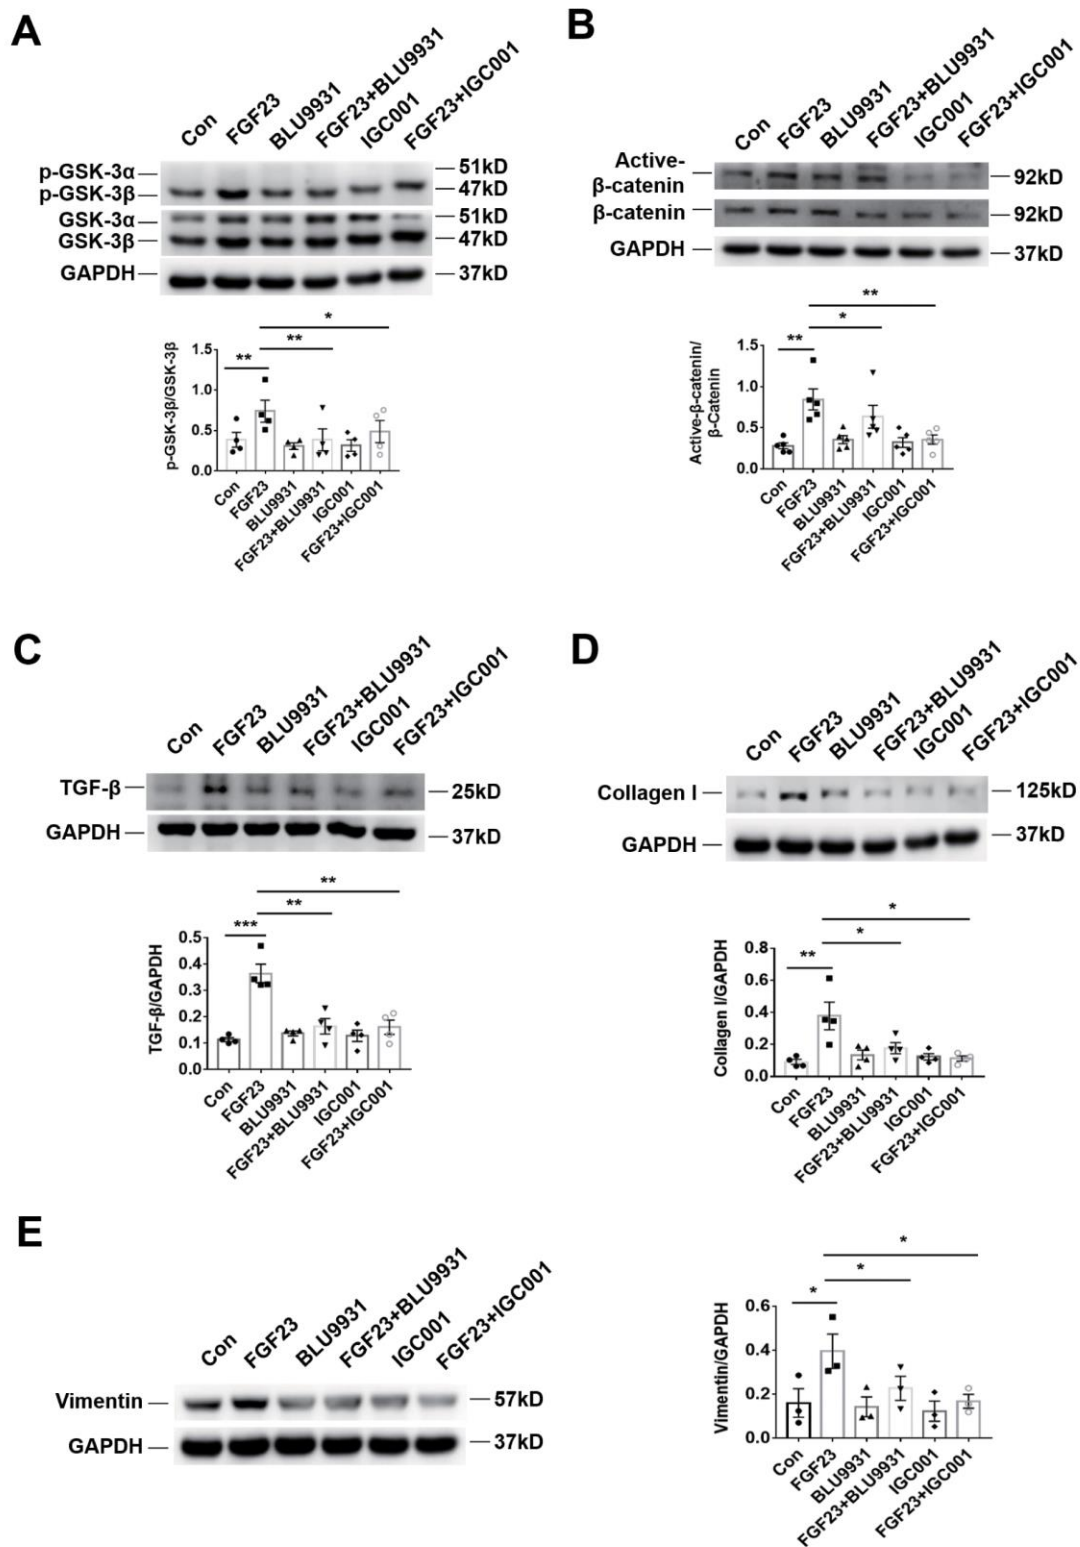 A
Con
FGF23
BLU9931
FGF23+BLU9931
IGC001
FGF23+IGC001
p-GSK-3α
p-GSK-3β
GSK-3α
GSK-3β
GAPDH
51kD
47kD
51kD
47kD
37kD
p-GSK-3β/GSK-3β
1.5
1.0
0.5
0.0
**
**
*
Con
FGF23
BLU9931
FGF23+BLU9931
IGC001
FGF23+IGC001
B
Con
FGF23
BLU9931
FGF23+BLU9931
IGC001
FGF23+IGC001
Active-
β-catenin
β-catenin
GAPDH
92kD
92kD
37kD
Active-β-catenin/
β-Catenin
1.5
1.0
0.5
0.0
**
*
**
Con
FGF23
BLU9931
FGF23+BLU9931
IGC001
FGF23+IGC001
C
Con
FGF23
BLU9931
FGF23+BLU9931
IGC001
FGF23+IGC001
TGF-β
GAPDH
25kD
37kD
TGF-β/GAPDH
0.5
0.4
0.3
0.2
0.1
0.0
***
**
**
Con
FGF23
BLU9931
FGF23+BLU9931
IGC001
FGF23+IGC001
D
Con
FGF23
BLU9931
FGF23+BLU9931
IGC001
FGF23+IGC001
Collagen I
GAPDH
125kD
37kD
Collagen I/GAPDH
0.8
0.6
0.4
0.2
0.0
**
*
*
Con
FGF23
BLU9931
FGF23+BLU9931
IGC001
FGF23+IGC001
E
Con
FGF23
BLU9931
FGF23+BLU9931
IGC001
FGF23+IGC001
Vimentin
GAPDH
57kD
37kD
Vimentin/GAPDH
0.6
0.4
0.2
0.0
*
*
*
Con
FGF23
BLU9931
FGF23+BLU9931
IGC001
FGF23+IGC001